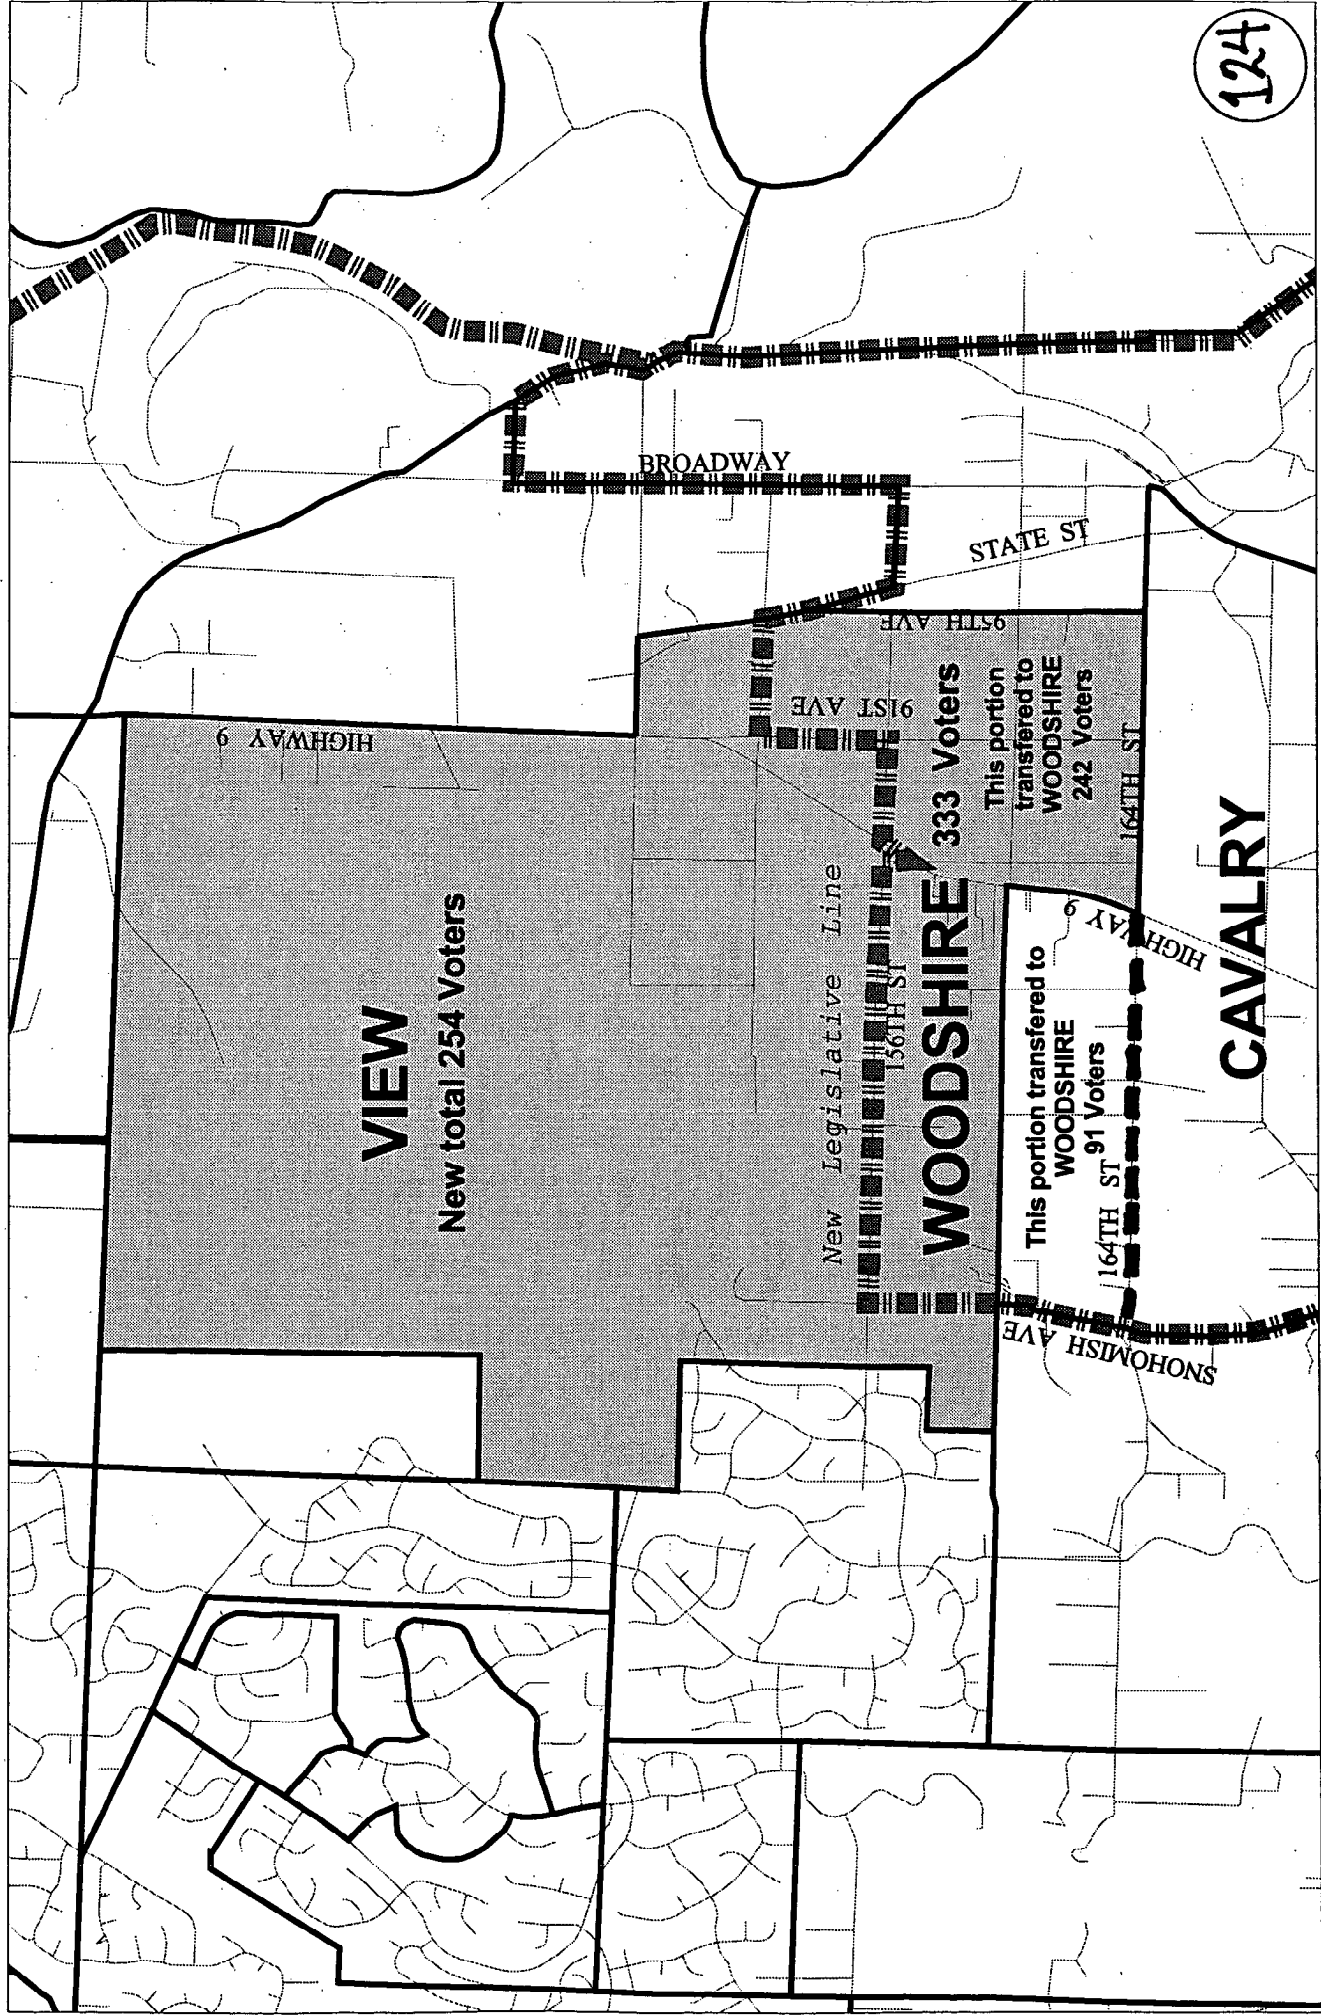 124
BROADWAY
STATE ST
95TH AVE
91ST AVE
HIGHWAY 9
VIEW
New total 254 Voters
New Legislative Line
156TH ST
WOODSHIRE 333 Voters
This portion
transfered to
WOODSHIRE
242 Voters
164TH ST
HIGHWAY 9
This portion transfered to
WOODSHIRE
91 Voters
164TH ST
CAVALRY
SNOHOMISH AVE